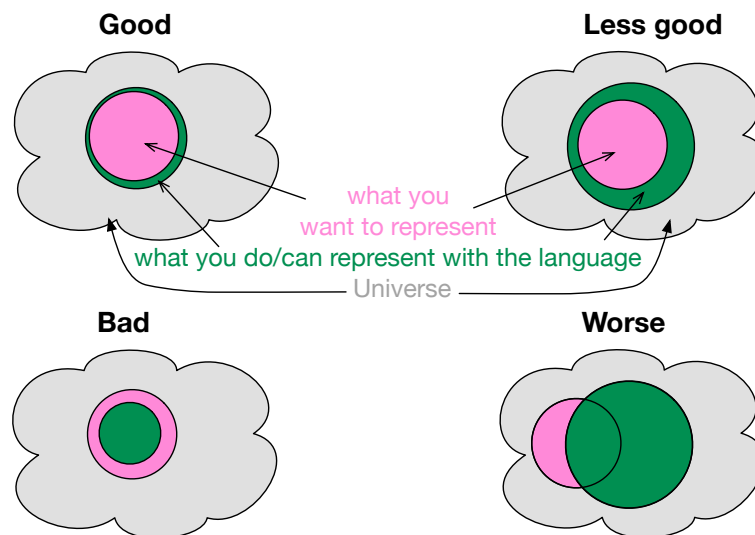 Good
Less good
what you
want to represent
what you do/can represent with the language
Universe
Bad
Worse